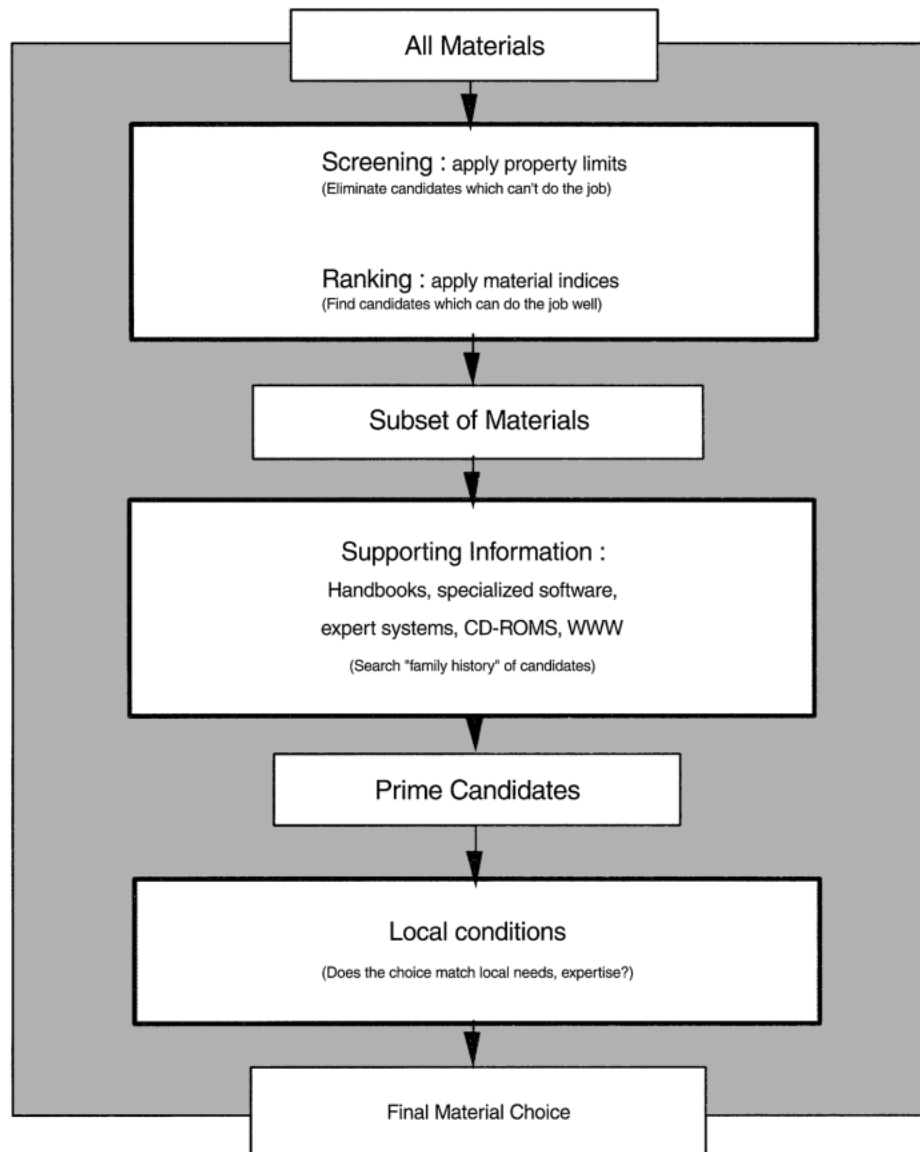 All Materials
Screening : apply property limits
(Eliminate candidates which can't do the job)
Ranking : apply material indices
(Find candidates which can do the job well)
Subset of Materials
Supporting Information :
Handbooks, specialized software,
expert systems, CD-ROMS, WWW
(Search "family history" of candidates)
Prime Candidates
Local conditions
(Does the choice match local needs, expertise?)
Final Material Choice